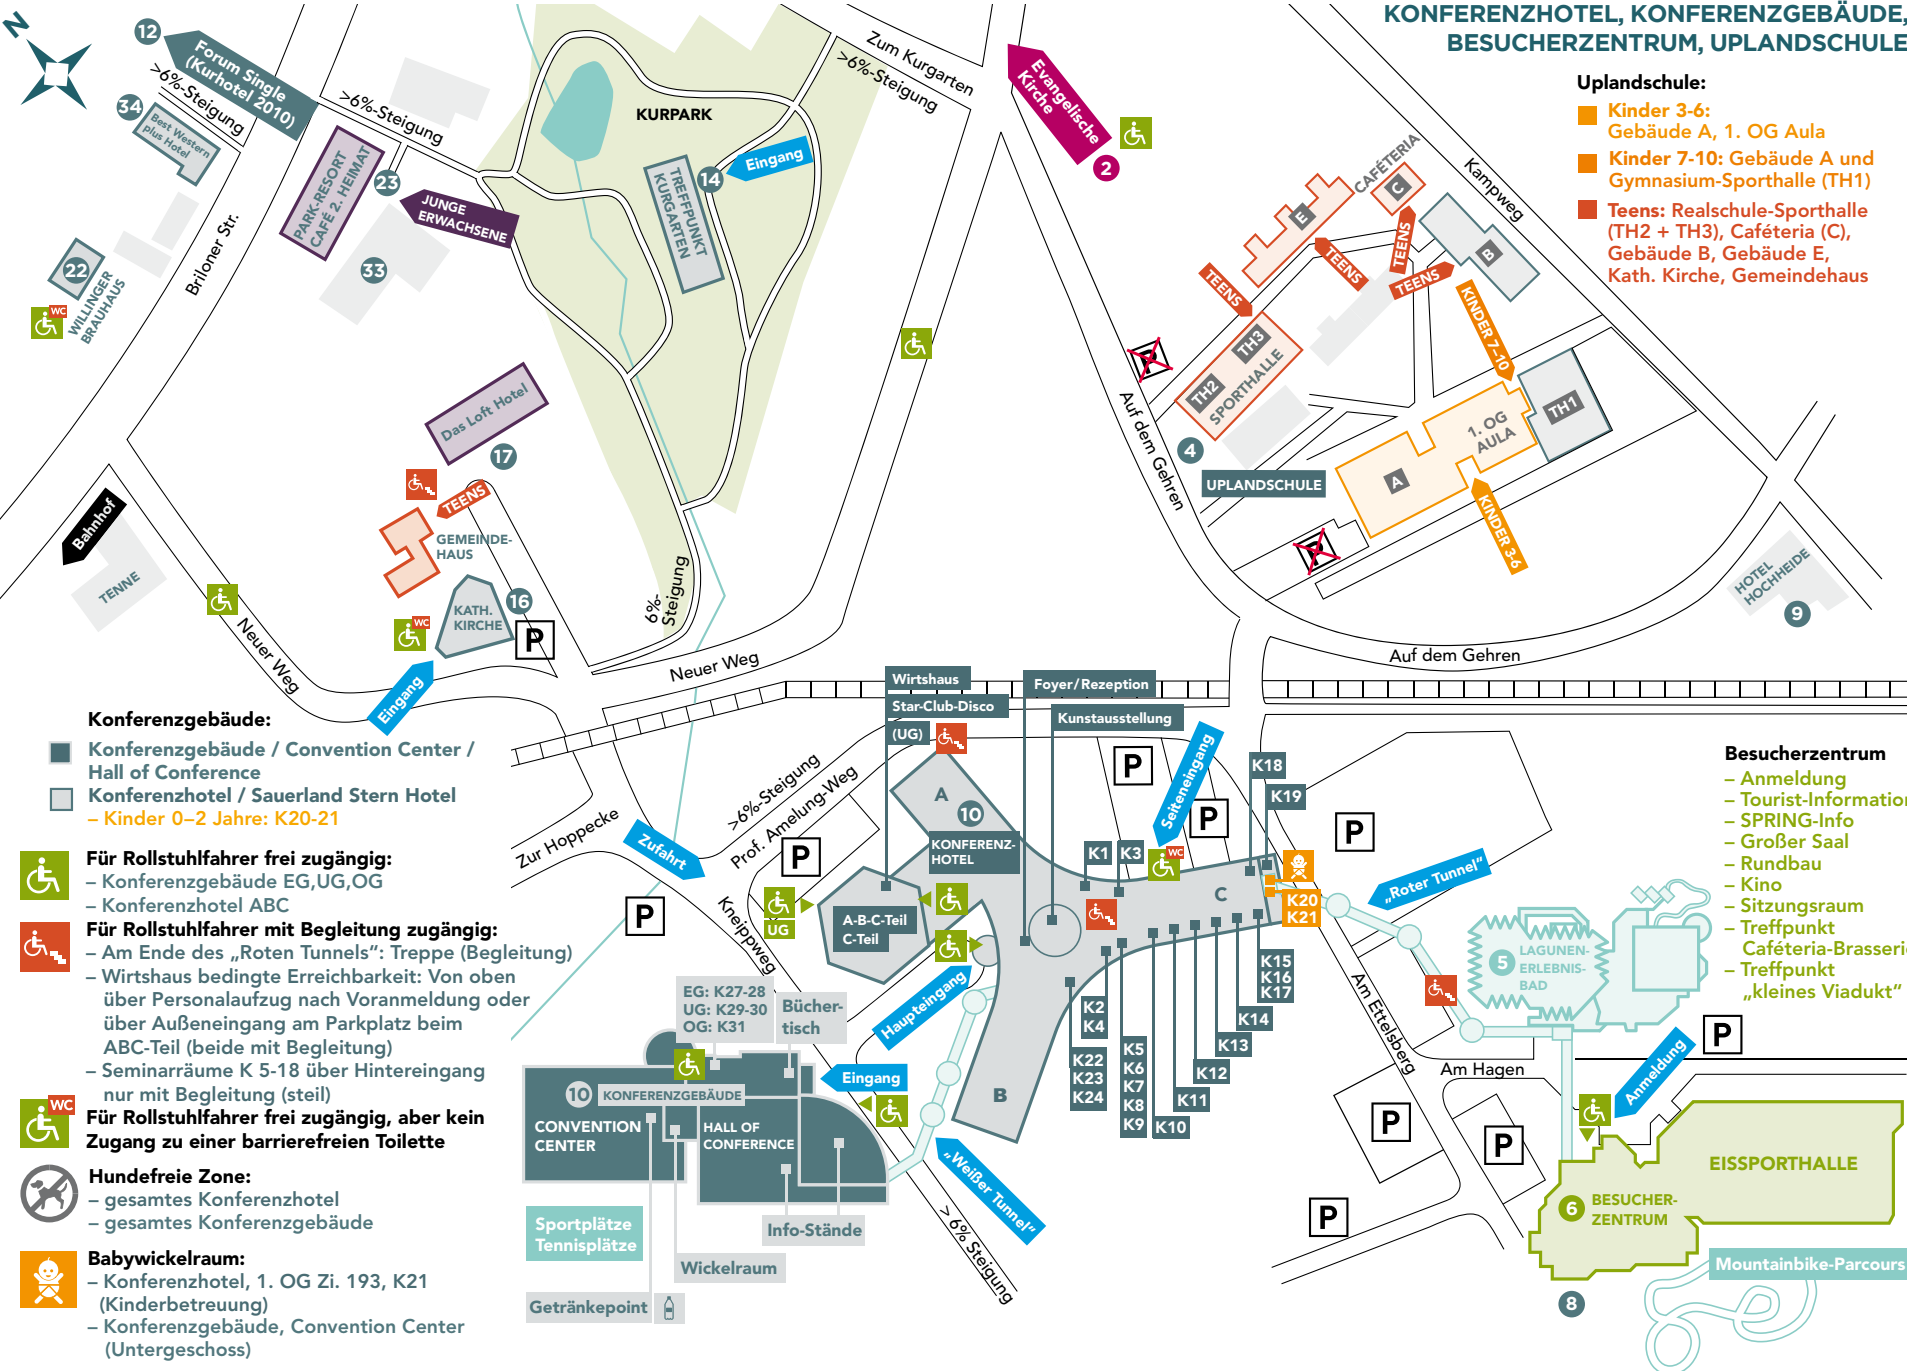 KONFERENZHOTEL, KONFERENZGEBÄUDE,
BESUCHERZENTRUM, UPLANDSCHULE
Uplandschule:
Kinder 3-6:
Gebäude A, 1. OG Aula
Kinder 7-10: Gebäude A und
Gymnasium-Sporthalle (TH1)
Teens: Realschule-Sporthalle
(TH2 + TH3), Caféteria (C),
Gebäude B, Gebäude E,
Kath. Kirche, Gemeindehaus
N
12
Forum Single
(Kurhotel 2010)
>6%-Steigung
34
Best Western
plus Hotel
>6%-Steigung
PARK-RESORT
CAFÉ 2. HEIMAT
23
JUNGE
ERWACHSENE
33
22
WILLINGER
BRAUHAUS
WC
Briloner Str.
KURPARK
TREFFPUNKT
KURGARTEN
14
Eingang
Zum Kurgarten
>6%-Steigung
Evangelische
Kirche
2
CAFÉTERIA
C
E
B
Kampweg
TEENS
TEENS
TEENS
TEENS
KINDER 7-10
TH3
TH2
SPORTHALLE
P
Auf dem Gehren
4
UPLANDSCHULE
1. OG
AULA
A
TH1
KINDER 3-6
P
HOTEL
HOCHHEIDE
9
Auf dem Gehren
Das Loft Hotel
17
TEENS
GEMEINDE-
HAUS
KATH.
KIRCHE
16
WC
P
Eingang
Bahnhof
TENNE
Neuer Weg
6%-
Steigung
Neuer Weg
Konferenzgebäude:
Konferenzgebäude / Convention Center /
Hall of Conference
Konferenzhotel / Sauerland Stern Hotel
– Kinder 0–2 Jahre: K20-21
Für Rollstuhlfahrer frei zugängig:
– Konferenzgebäude EG,UG,OG
– Konferenzhotel ABC
Für Rollstuhlfahrer mit Begleitung zugängig:
– Am Ende des „Roten Tunnels“: Treppe (Begleitung)
– Wirtshaus bedingte Erreichbarkeit: Von oben
über Personalaufzug nach Voranmeldung oder
über Außeneingang am Parkplatz beim
ABC-Teil (beide mit Begleitung)
– Seminarräume K 5-18 über Hintereingang
nur mit Begleitung (steil)
WC
Für Rollstuhlfahrer frei zugängig, aber kein
Zugang zu einer barrierefreien Toilette
Hundefreie Zone:
– gesamtes Konferenzhotel
– gesamtes Konferenzgebäude
Babywickelraum:
– Konferenzhotel, 1. OG Zi. 193, K21
(Kinderbetreuung)
– Konferenzgebäude, Convention Center
(Untergeschoss)
Wirtshaus
Star-Club-Disco
(UG)
Foyer/Rezeption
Kunstausstellung
Zur Hoppecke
Zufahrt
>6%-Steigung
Prof. Amelung-Weg
P
P
Kneippweg
UG
A
10
KONFERENZ-
HOTEL
A-B-C-Teil
C-Teil
Haupteingang
P
Seiteneingang
P
WC
K1
K3
C
K18
K19
K20
K21
P
„Roter Tunnel“
K15
K16
K17
K14
K13
K12
K11
K10
K2
K4
K5
K6
K7
K8
K9
K22
K23
K24
B
EG: K27-28
UG: K29-30
OG: K31
Bücher-
tisch
Eingang
10
KONFERENZGEBÄUDE
CONVENTION
CENTER
HALL OF
CONFERENCE
Sportplätze
Tennisplätze
Info-Stände
Wickelraum
Getränkepoint
„Weißer Tunnel“
> 6% Steigung
Am Ettelsberg
Am Hagen
P
P
P
P
5
LAGUNEN-
ERLEBNIS-
BAD
Anmeldung
Besucherzentrum
– Anmeldung
– Tourist-Information
– SPRING-Info
– Großer Saal
– Rundbau
– Kino
– Sitzungsraum
– Treffpunkt
Caféteria-Brasserie
– Treffpunkt
„kleines Viadukt“
EISSPORTHALLE
6
BESUCHER-
ZENTRUM
8
Mountainbike-Parcours